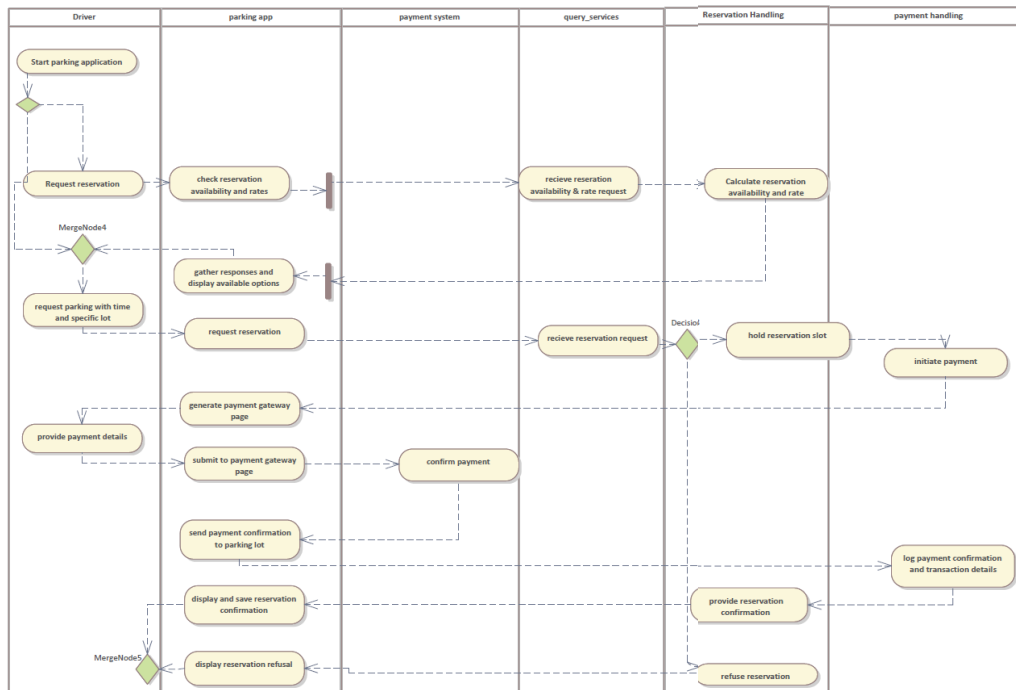 Driver
parking app
payment system
query_services
Reservation Handling
payment handling
Start parking application
Request reservation
check reservation
availability and rates
recieve reseration
availability & rate request
Calculate reservation
availability and rate
MergeNode4
gather responses and
display available options
request parking with time
and specific lot
request reservation
recieve reservation request
Decisiol
hold reservation slot
initiate payment
generate payment gateway
page
provide payment details
submit to payment gateway
page
confirm payment
send payment confirmation
to parking lot
log payment confirmation
and transaction details
display and save reservation
confirmation
provide reservation
confirmation
MergeNode5
display reservation refusal
refuse reservation